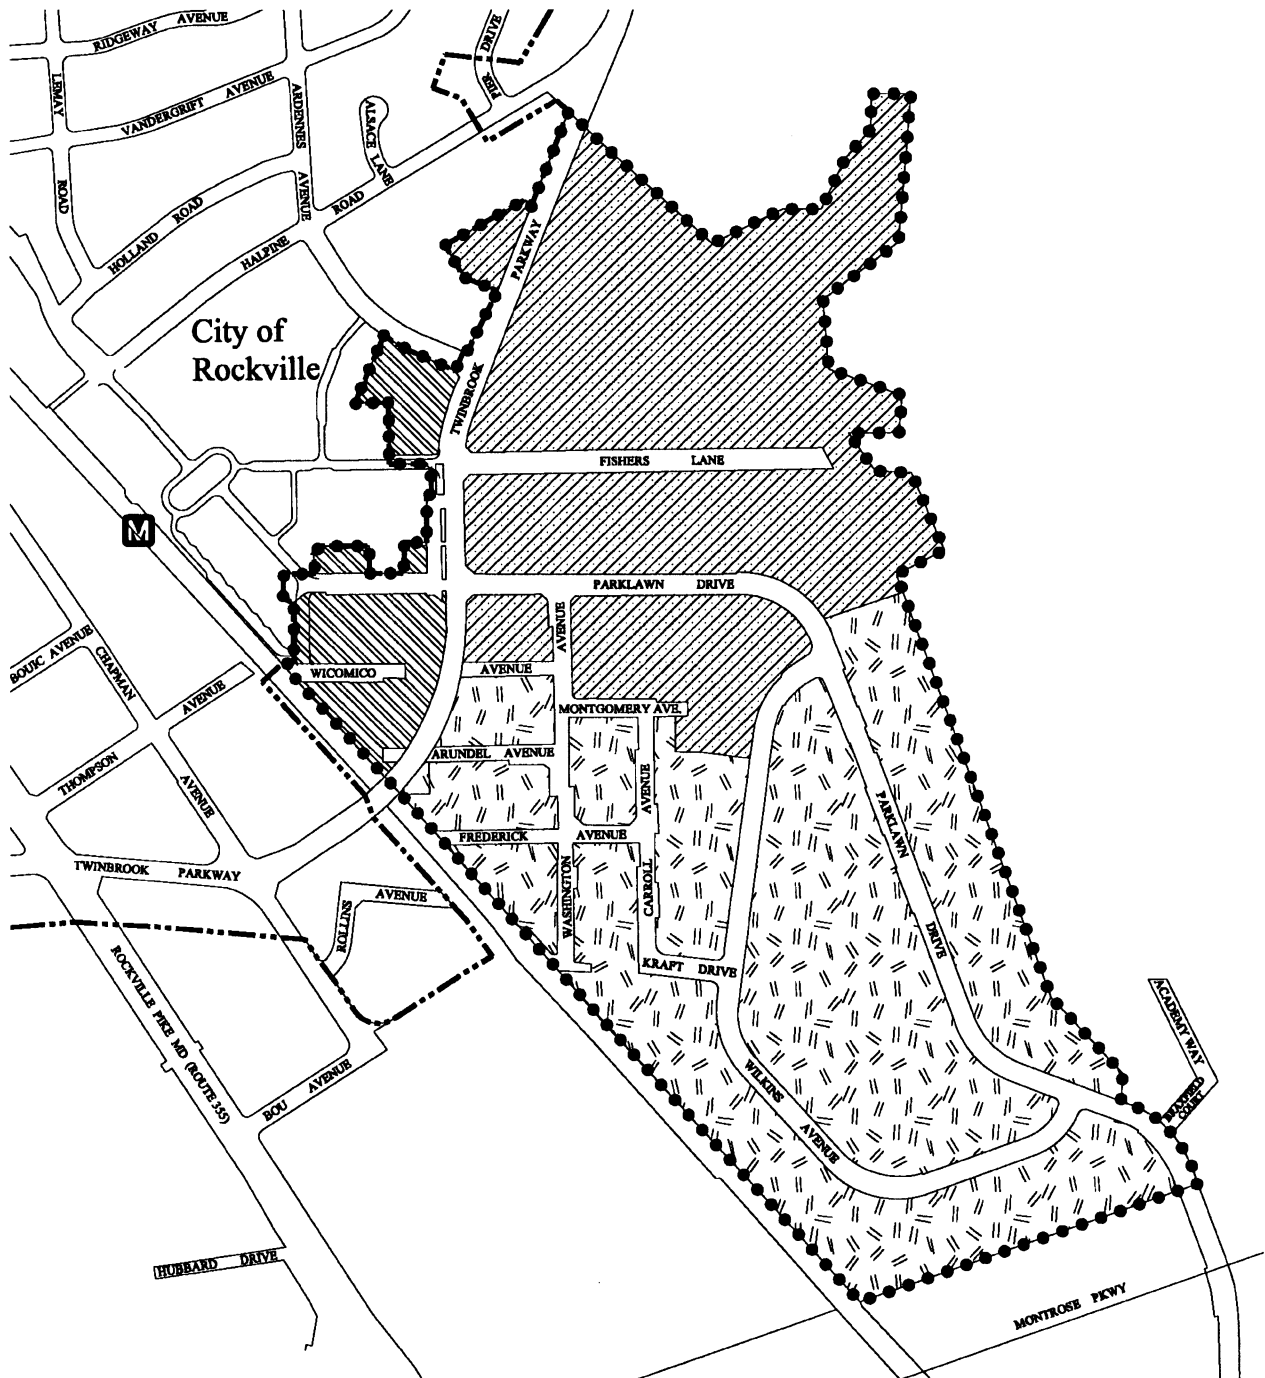 RIDGEWAY AVENUE
PIER DRIVE
LEMAY ROAD
VANDERGRIFT AVENUE
ARDENNES AVENUE
ALSACE LANE
HOLLAND ROAD
HALPINE ROAD
TWINBROOK PARKWAY
City of
Rockville
FISHERS LANE
M
PARKLAWN DRIVE
BOUIC AVENUE
CHAPMAN AVENUE
WICOMICO AVENUE
AVENUE
MONTGOMERY AVE.
THOMPSON AVENUE
ARUNDEL AVENUE
PARKLAWN DRIVE
FREDERICK AVENUE
WASHINGTON
CARROLL AVENUE
TWINBROOK PARKWAY
ROLLINS AVENUE
KRAFT DRIVE
ROCKVILLE PIKE MD (ROUTE 355)
ACADEMY WAY
BRAXFIELD
COURT
BOU AVENUE
WILKINS AVENUE
HUBBARD DRIVE
MONTROSE PKWY